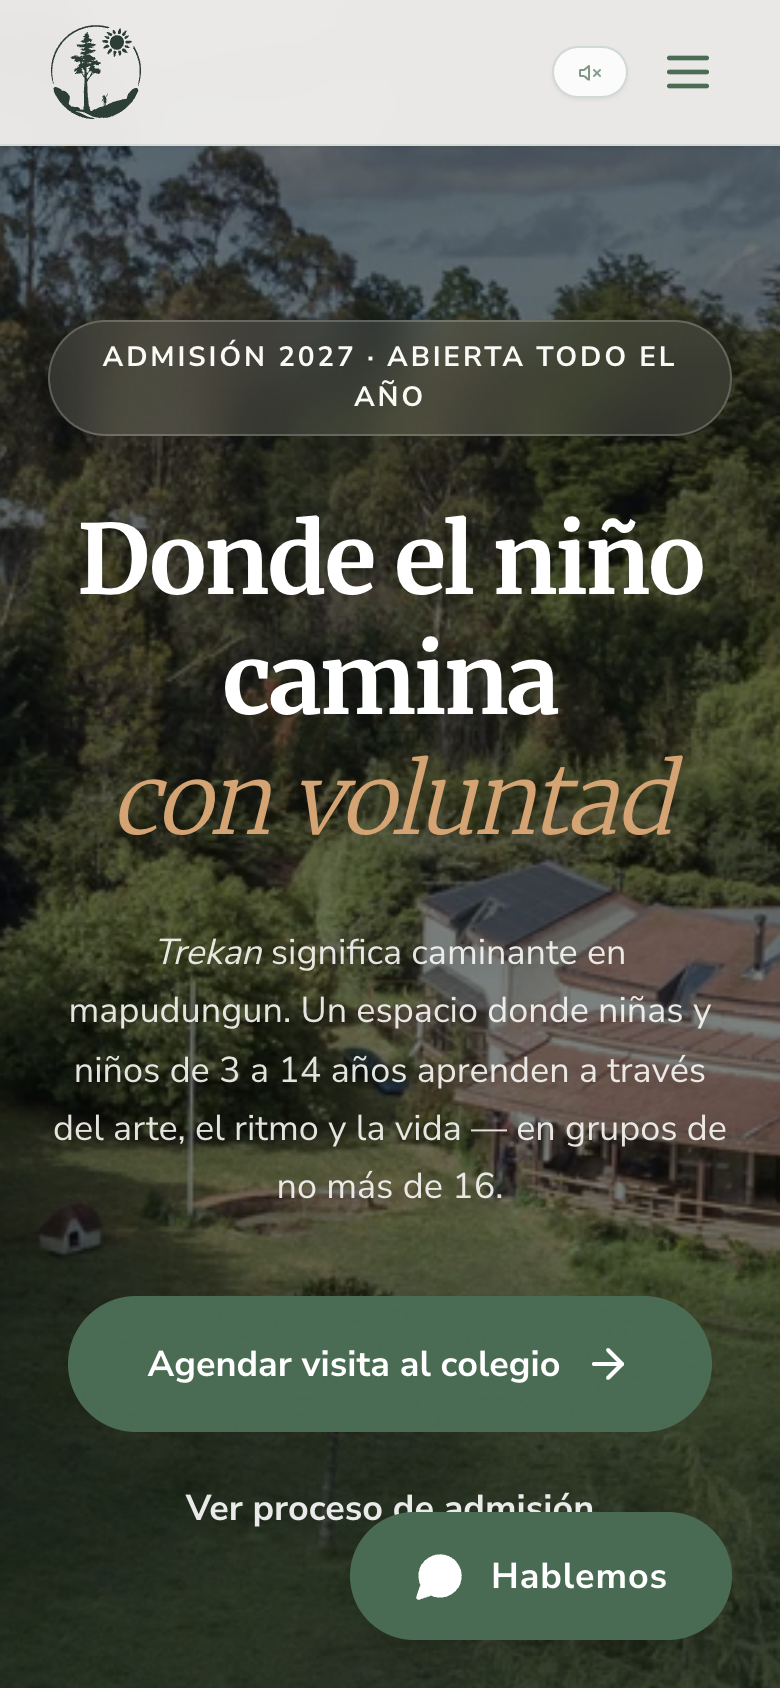 ADMISIÓN 2027 · ABIERTA TODO EL
AÑO
Donde el niño
camina
con voluntad
Trekan significa caminante en
mapudungun. Un espacio donde niñas y
niños de 3 a 14 años aprenden a través
del arte, el ritmo y la vida — en grupos de
no más de 16.
Agendar visita al colegio
Ver proceso de admisión
Hablemos